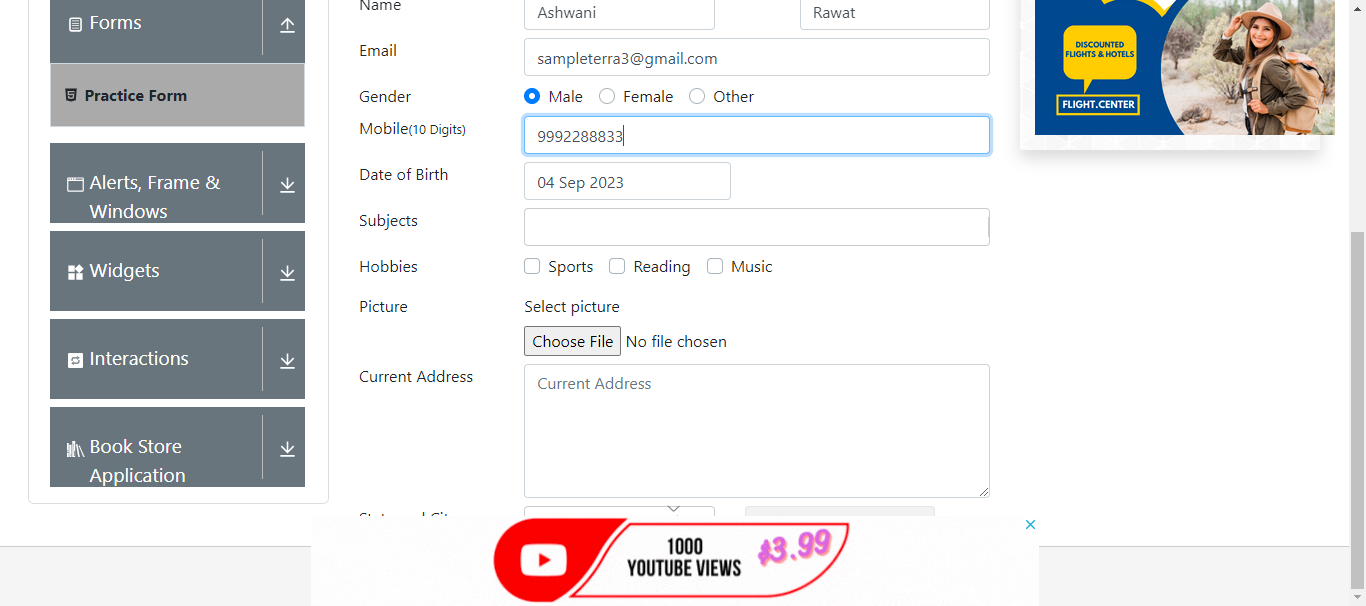 Forms
Practice Form
Alerts, Frame &
Windows
Widgets
Interactions
Book Store
Application
Name
Ashwani
Rawat
Email
sampleterra3@gmail.com
Gender
Male
Female
Other
Mobile(10 Digits)
9992288833
Date of Birth
04 Sep 2023
Subjects
Hobbies
Sports
Reading
Music
Picture
Select picture
Choose File No file chosen
Current Address
Current Address
State and City
DISCOUNTED
FLIGHTS & HOTELS
FLIGHT.CENTER
1000
YOUTUBE VIEWS
$3.99